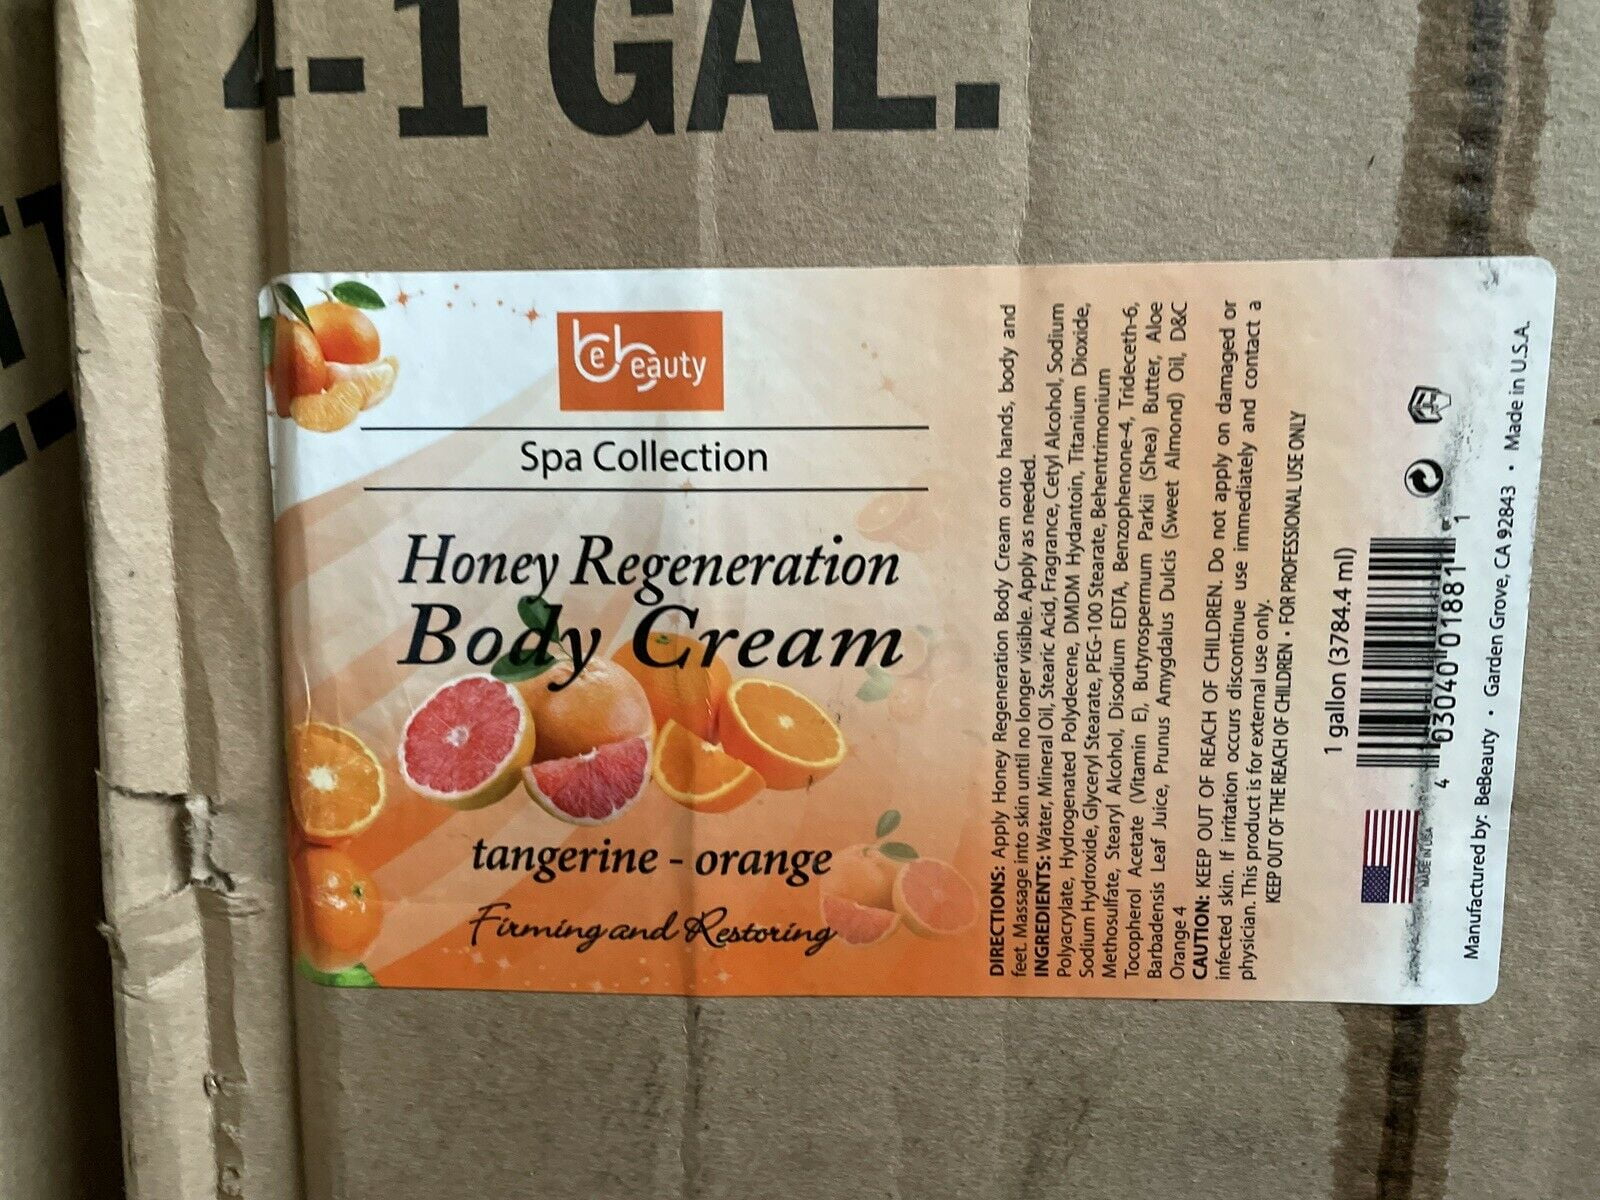 4-1 GAL.
be beauty
Spa Collection
Honey Regeneration
Body Cream
tangerine - orange
Firming and Restoring
DIRECTIONS: Apply Honey Regeneration Body Cream onto hands, body and
feet. Massage into skin until no longer visible. Apply as needed.
INGREDIENTS: Water, Mineral Oil, Stearic Acid, Fragrance, Cetyl Alcohol, Sodium
Polyacrylate, Hydrogenated Polydecene, DMDM Hydantoin, Titanium Dioxide,
Sodium Hydroxide, Glyceryl Stearate, PEG-100 Stearate, Behentrimonium
Methosulfate, Stearyl Alcohol, Disodium EDTA, Benzophenone-4, Trideceth-6,
Tocopherol Acetate (Vitamin E), Butyrospermum Parkii (Shea) Butter, Aloe
Barbadensis Leaf Juice, Prunus Amygdalus Dulcis (Sweet Almond) Oil, D&C
Orange 4
CAUTION: KEEP OUT OF REACH OF CHILDREN. Do not apply on damaged or
infected skin. If irritation occurs discontinue use immediately and contact a
physician. This product is for external use only.
KEEP OUT OF THE REACH OF CHILDREN • FOR PROFESSIONAL USE ONLY
1 gallon (3784.4 ml)
4 03040 01881 1
MADE IN USA
Manufactured by: BeBeauty • Garden Grove, CA 92843 • Made in U.S.A.